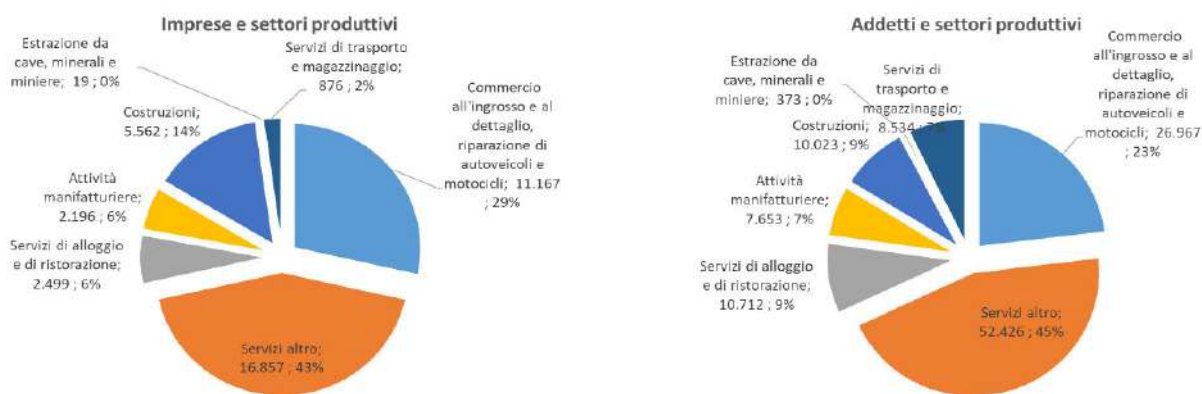 Imprese e settori produttivi
Estrazione da
cave, minerali e
miniere; 19 ; 0%
Servizi di trasporto
e magazzinaggio;
876 ; 2%
Commercio
all'ingrosso e al
dettaglio,
riparazione di
autoveicoli e
motocicli; 11.167
; 29%
Costruzioni;
5.562 ; 14%
Attività
manifatturiere;
2.196 ; 6%
Servizi di alloggio
e di ristorazione;
2.499 ; 6%
Servizi altro;
16.857 ; 43%
Addetti e settori produttivi
Estrazione da
cave, minerali e
miniere; 373 ; 0%
Servizi di
trasporto e
magazzinaggio;
8.534 ; 7%
Commercio
all'ingrosso e al
dettaglio,
riparazione di
autoveicoli e
motocicli; 26.967
; 23%
Costruzioni;
10.023 ; 9%
Attività
manifatturiere;
7.653 ; 7%
Servizi di alloggio
e di ristorazione;
10.712 ; 9%
Servizi altro;
52.426 ; 45%